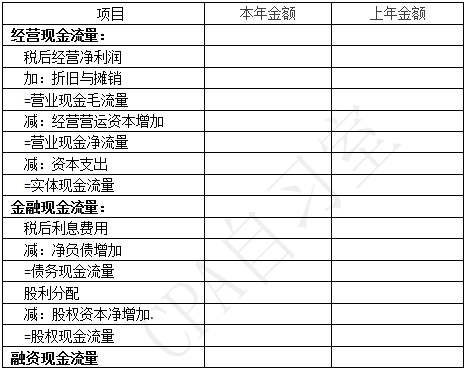 项目 本年金额 上年金额
经营现金流量：
税后经营净利润
加：折旧与摊销
=营业现金毛流量
减：经营营运资本增加
=营业现金净流量
减：资本支出
=实体现金流量
金融现金流量：
税后利息费用
减：净负债增加
=债务现金流量
股利分配
减：股权资本净增加.
=股权现金流量
融资现金流量
CPA自习室